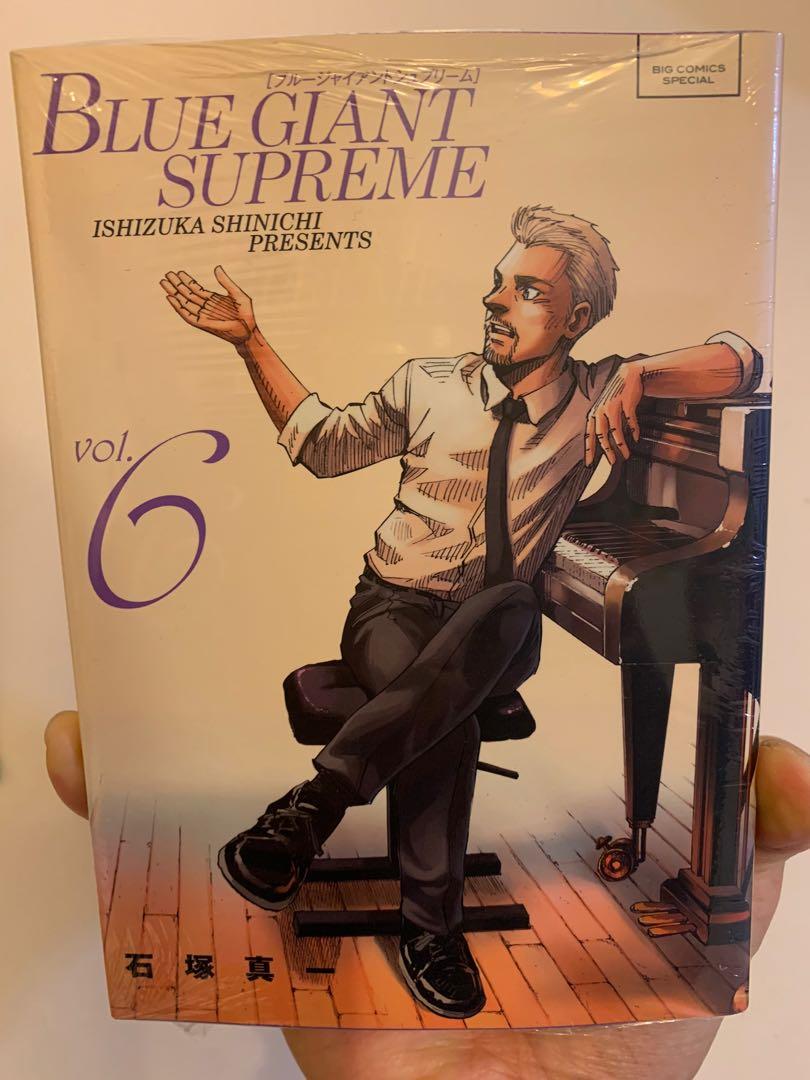 [ブルージャイアントシュプリーム]
BLUE GIANT
SUPREME
BIG COMICS
SPECIAL
ISHIZUKA SHINICHI
PRESENTS
vol.
6
石塚真一